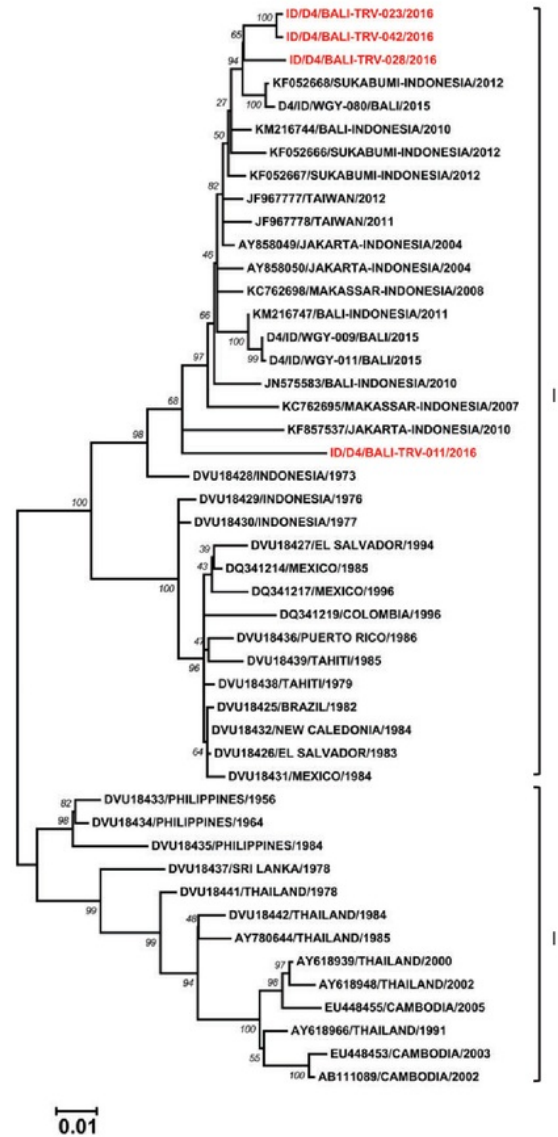 ID/D4/BALI-TRV-023/2016
100
ID/D4/BALI-TRV-042/2016
65
ID/D4/BALI-TRV-028/2016
94
KF052668/SUKABUMI-INDONESIA/2012
100
D4/ID/WGY-080/BALI/2015
27
KM216744/BALI-INDONESIA/2010
50
KF052666/SUKABUMI-INDONESIA/2012
KF052667/SUKABUMI-INDONESIA/2012
82
JF967777/TAIWAN/2012
JF967778/TAIWAN/2011
AY858049/JAKARTA-INDONESIA/2004
46
AY858050/JAKARTA-INDONESIA/2004
KC762698/MAKASSAR-INDONESIA/2008
KM216747/BALI-INDONESIA/2011
66
D4/ID/WGY-009/BALI/2015
100
D4/ID/WGY-011/BALI/2015
99
97
JN575583/BALI-INDONESIA/2010
I
KC762695/MAKASSAR-INDONESIA/2007
68
KF857537/JAKARTA-INDONESIA/2010
98
ID/D4/BALI-TRV-011/2016
DVU18428/INDONESIA/1973
100
DVU18429/INDONESIA/1976
DVU18430/INDONESIA/1977
DVU18427/EL SALVADOR/1994
39
43
DQ341214/MEXICO/1985
100
DQ341217/MEXICO/1996
DQ341219/COLOMBIA/1996
47
DVU18436/PUERTO RICO/1986
DVU18439/TAHITI/1985
96
DVU18438/TAHITI/1979
DVU18425/BRAZIL/1982
DVU18432/NEW CALEDONIA/1984
64
DVU18426/EL SALVADOR/1983
DVU18431/MEXICO/1984
82
DVU18433/PHILIPPINES/1956
98
DVU18434/PHILIPPINES/1964
DVU18435/PHILIPPINES/1984
DVU18437/SRI LANKA/1978
99
DVU18441/THAILAND/1978
99
48
DVU18442/THAILAND/1984
AY780644/THAILAND/1985
I
94
97
AY618939/THAILAND/2000
98
AY618948/THAILAND/2002
EU448455/CAMBODIA/2005
100
AY618966/THAILAND/1991
55
EU448453/CAMBODIA/2003
100
AB111089/CAMBODIA/2002
0.01